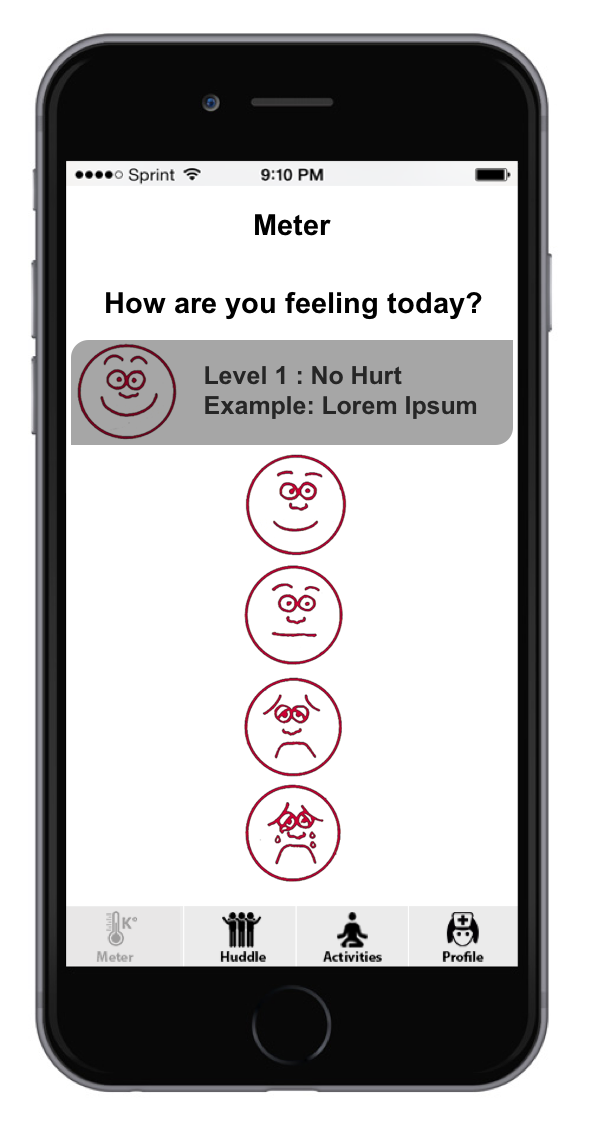 Sprint 9:10 PM
Meter
How are you feeling today?
Level 1 : No Hurt
Example: Lorem Ipsum
K°
Meter Huddle Activities Profile